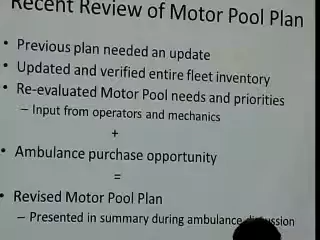 Recent Review of Motor Pool Plan
• Previous plan needed an update
• Updated and verified entire fleet inventory
• Re-evaluated Motor Pool needs and priorities
– Input from operators and mechanics
+
• Ambulance purchase opportunity
=
• Revised Motor Pool Plan
– Presented in summary during ambulance discussion